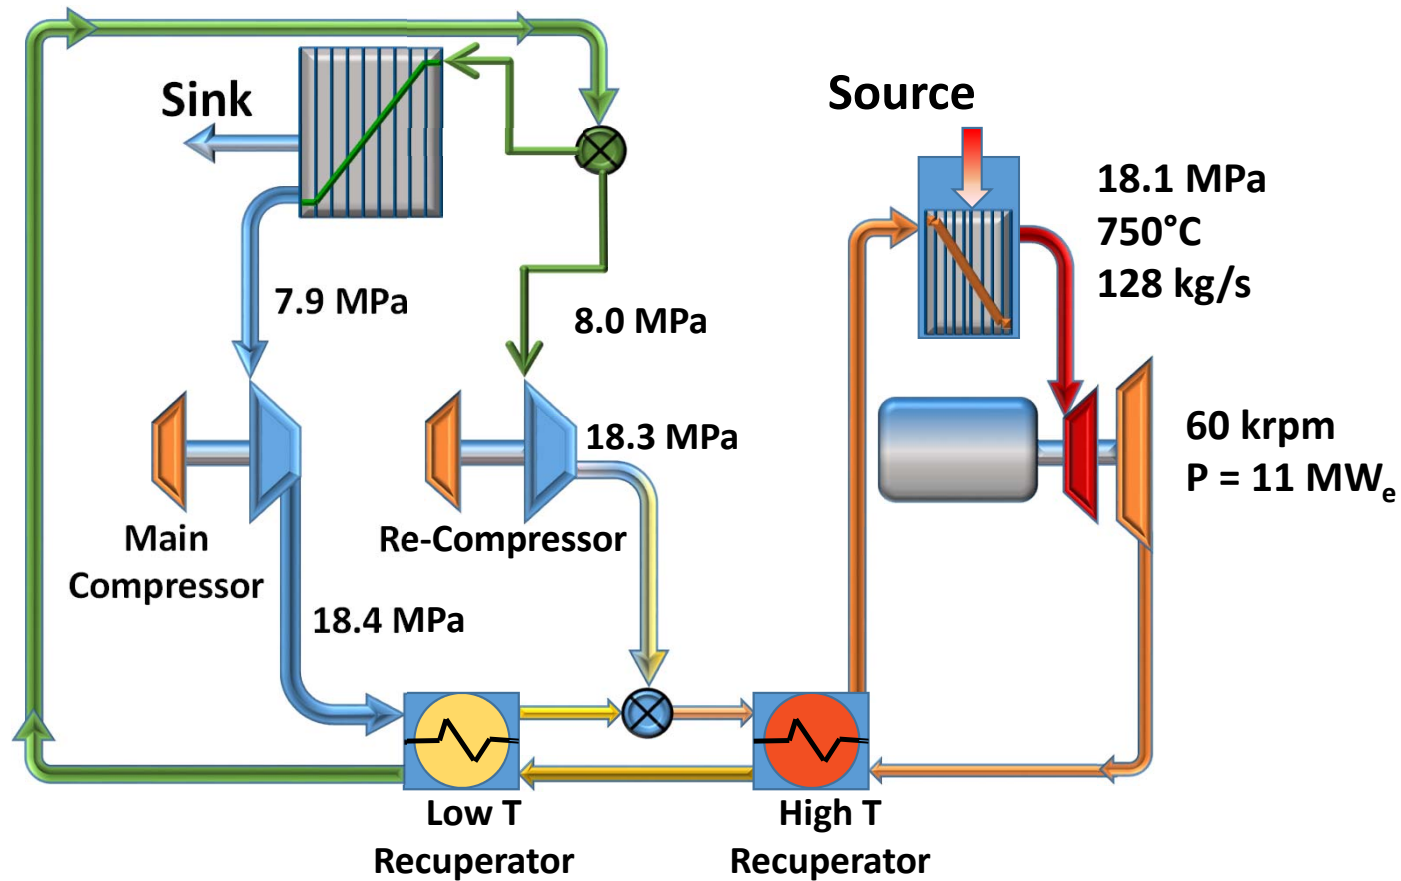 Sink
Source
18.1 MPa
750°C
128 kg/s
7.9 MPa
8.0 MPa
18.3 MPa
60 krpm
P = 11 MWe
Main
Compressor
Re-Compressor
18.4 MPa
Low T
Recuperator
High T
Recuperator